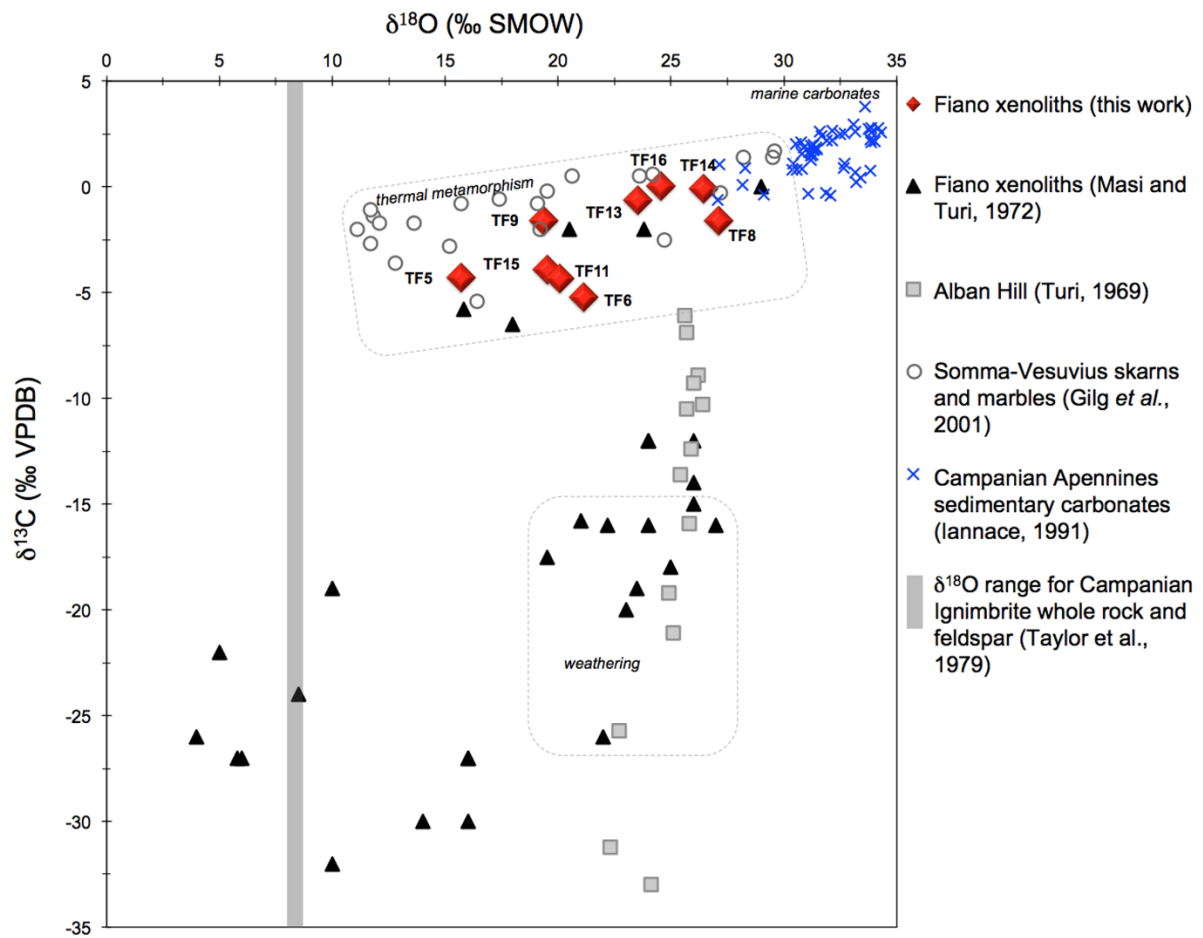 δ18O (‰ SMOW)
0 5 10 15 20 25 30 35
5
0
-5
-10
-15
-20
-25
-30
-35
δ13C (‰ VPDB)
marine carbonates
thermal metamorphism
TF16
TF14
TF13
TF9
TF8
TF5
TF15
TF11
TF6
weathering
Fiano xenoliths (this work)
Fiano xenoliths (Masi and
Turi, 1972)
Alban Hill (Turi, 1969)
Somma-Vesuvius skarns
and marbles (Gilg et al.,
2001)
Campanian Apennines
sedimentary carbonates
(Iannace, 1991)
δ18O range for Campanian
Ignimbrite whole rock and
feldspar (Taylor et al.,
1979)